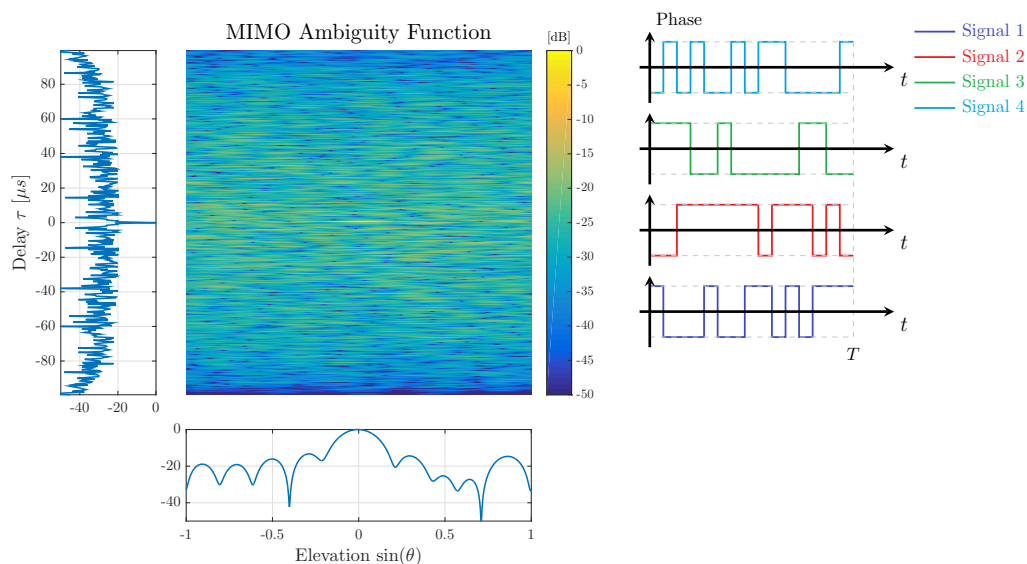 MIMO Ambiguity Function
[dB]
Delay τ [μs]
80
60
40
20
0
-20
-40
-60
-80
-40 -20 0
0
-5
-10
-15
-20
-25
-30
-35
-40
-45
-50
0
-20
-40
-1 -0.5 0 0.5 1
Elevation sin(θ)
Phase
t
t
t
t
T
Signal 1
Signal 2
Signal 3
Signal 4